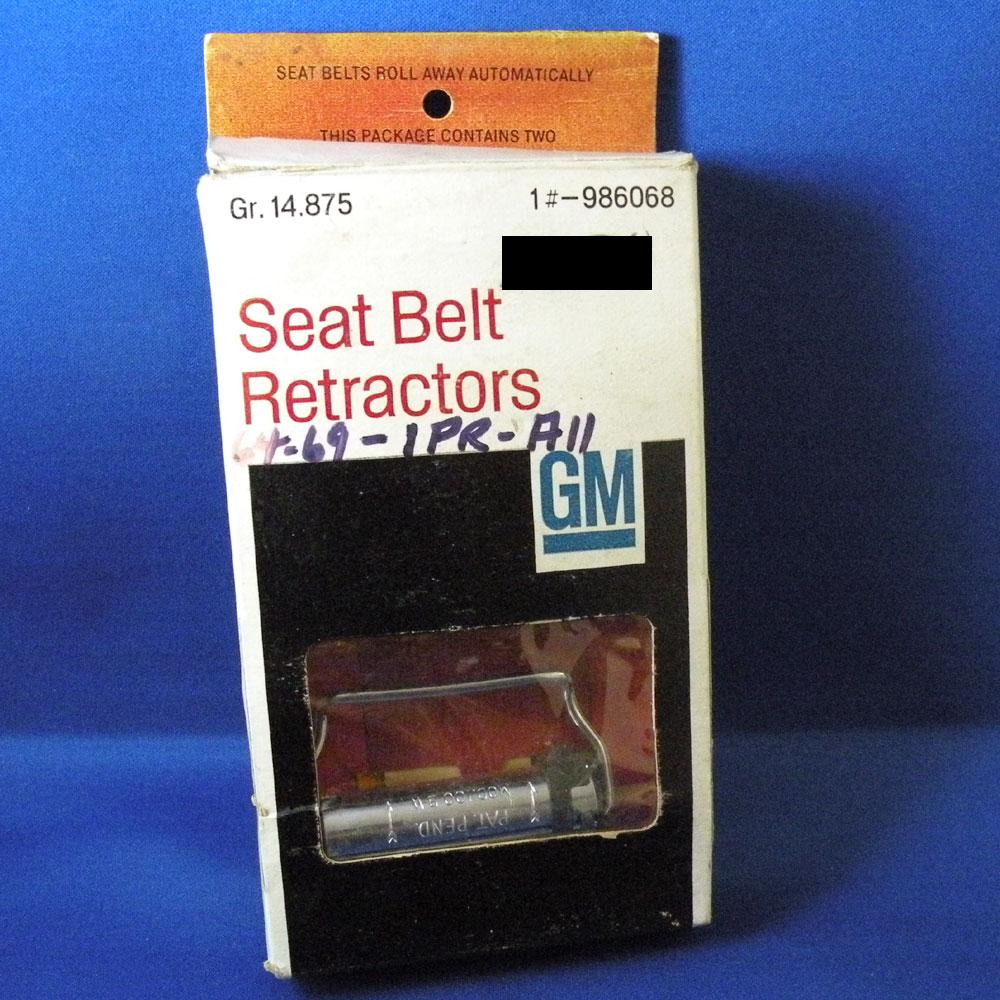 SEAT BELTS ROLL AWAY AUTOMATICALLY
THIS PACKAGE CONTAINS TWO
Gr. 14.875 1#-986068
Seat Belt
Retractors
64-69-1PR-All
GM
PAT. PEND.